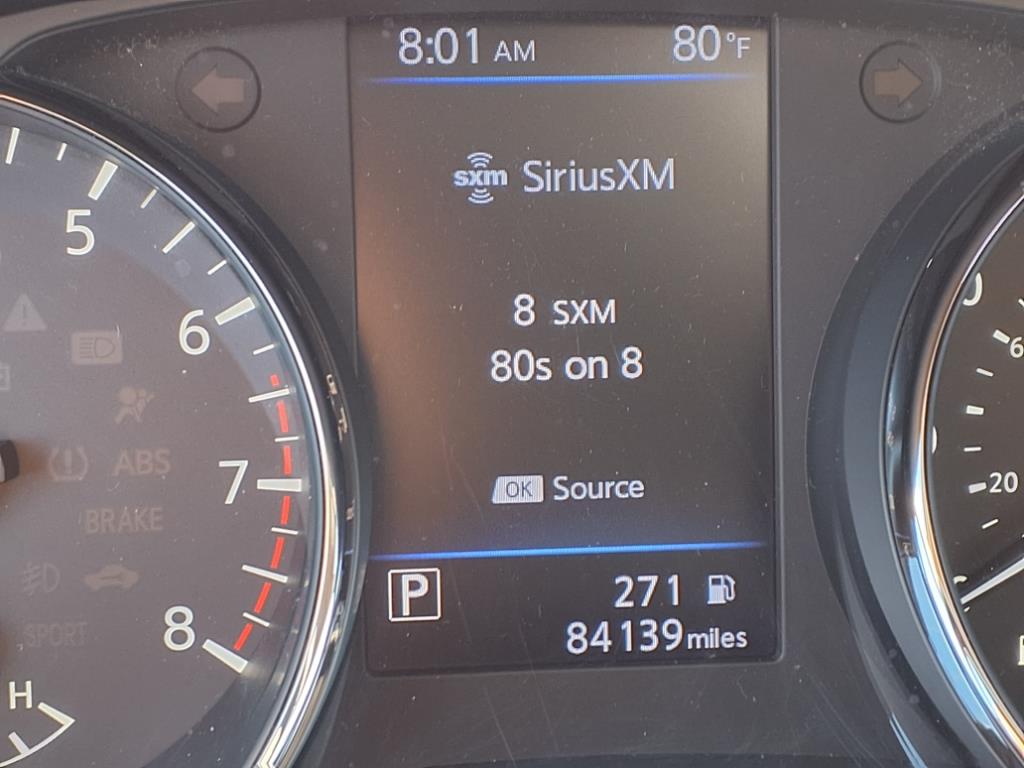 8:01 AM 80°F
sxm SiriusXM
8 SXM
80s on 8
OK Source
P 271
84139 miles
5
6
7
8
H
ABS
BRAKE
SPORT
6
20